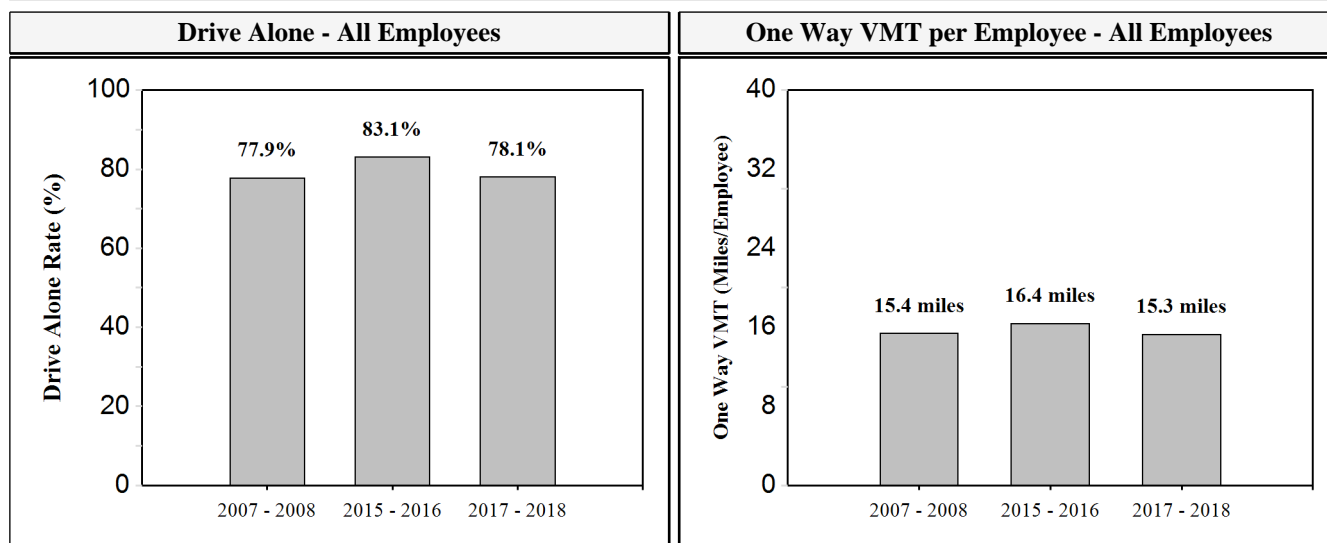 Drive Alone - All Employees
One Way VMT per Employee - All Employees
Drive Alone Rate (%)
100
80
60
40
20
0
77.9%
83.1%
78.1%
2007 - 2008
2015 - 2016
2017 - 2018
One Way VMT (Miles/Employee)
40
32
24
16
8
0
15.4 miles
16.4 miles
15.3 miles
2007 - 2008
2015 - 2016
2017 - 2018